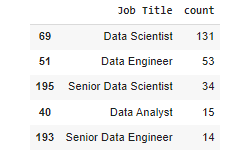 Job Title count
69 Data Scientist 131
51 Data Engineer 53
195 Senior Data Scientist 34
40 Data Analyst 15
193 Senior Data Engineer 14